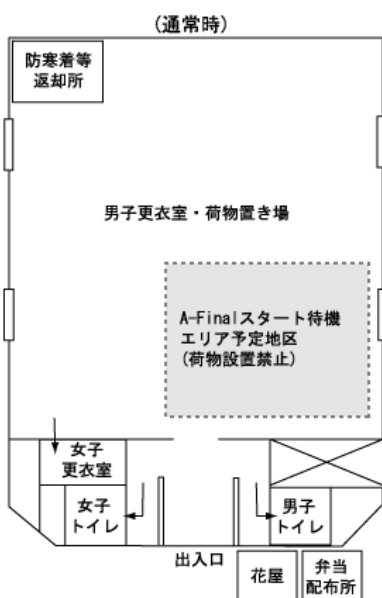 (通常時)
防寒着等
返却所
男子更衣室・荷物置き場
A-Finalスタート待機
エリア予定地区
(荷物設置禁止)
女子
更衣室
女子
トイレ
男子
トイレ
出入口
花屋
弁当
配布所